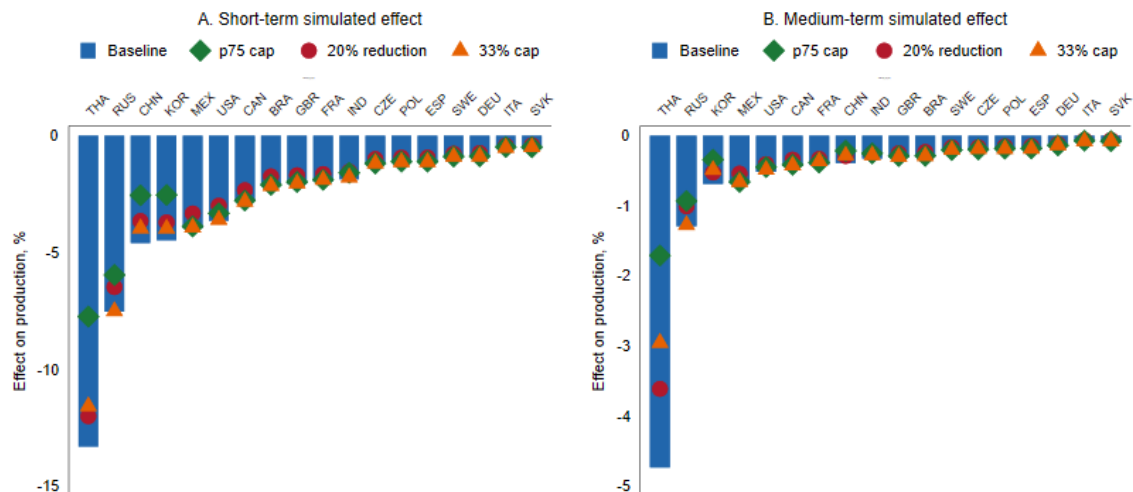 A. Short-term simulated effect
Baseline p75 cap 20% reduction 33% cap
THA RUS CHN KOR MEX USA CAN BRA GBR FRA IND CZE POL ESP SWE DEU ITA SVK
0
-5
-10
-15
Effect on production, %
B. Medium-term simulated effect
Baseline p75 cap 20% reduction 33% cap
THA RUS KOR MEX USA CAN FRA CHN IND GBR BRA SWE CZE POL ESP DEU ITA SVK
0
-1
-2
-3
-4
-5
Effect on production, %